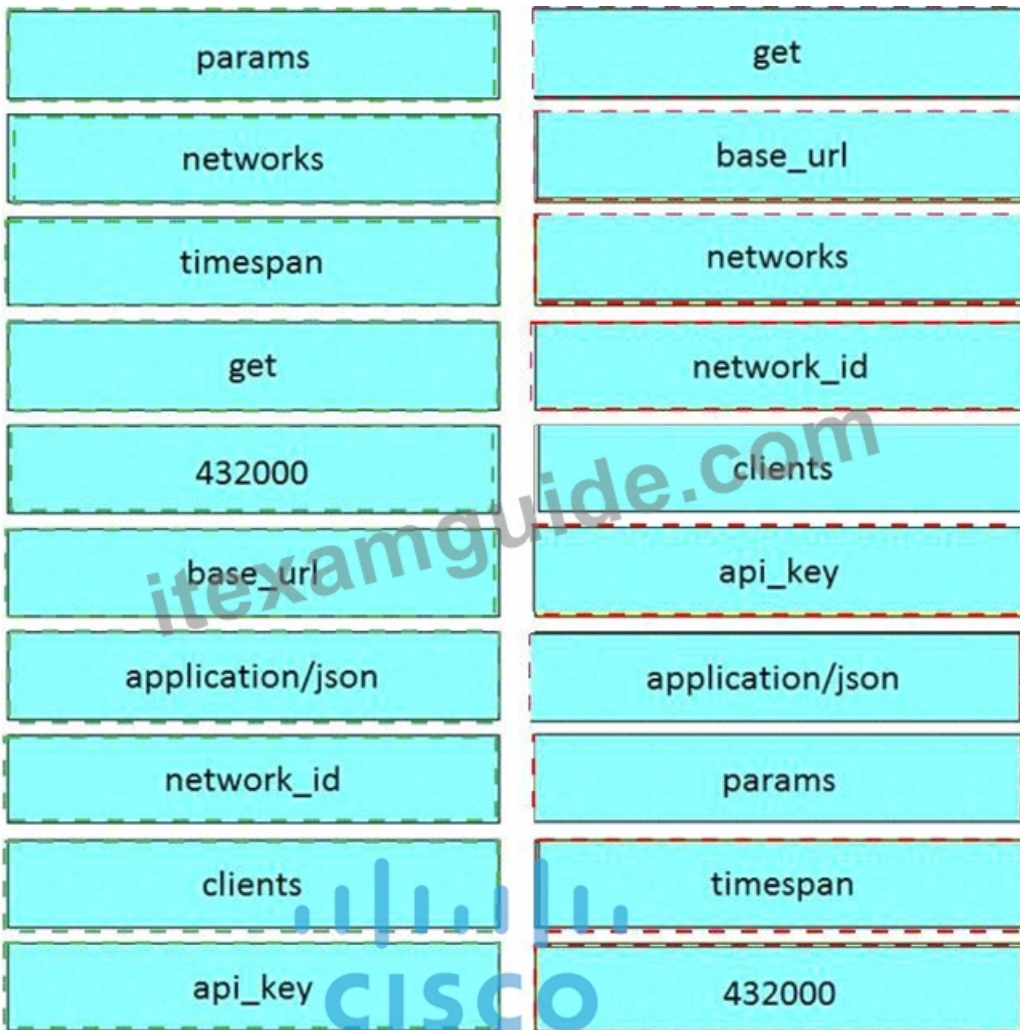 params
get
networks
base_url
timespan
networks
get
network_id
432000
clients
base_url
api_key
application/json
application/json
network_id
params
clients
timespan
api_key
432000
itexamguide.com
CISCO